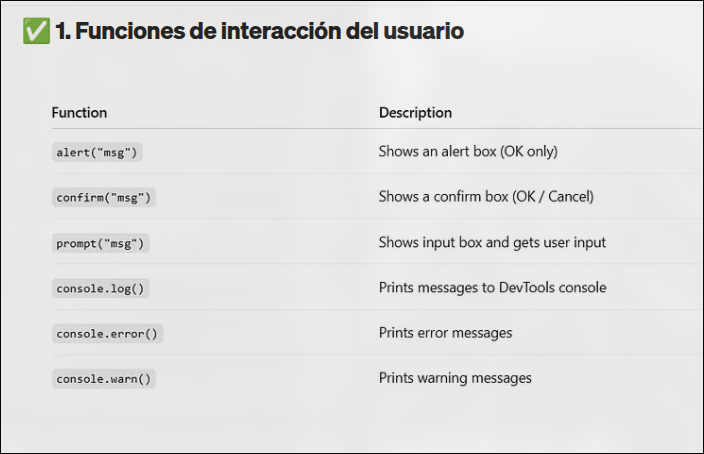 ✅ 1. Funciones de interacción del usuario
Function Description
alert("msg") Shows an alert box (OK only)
confirm("msg") Shows a confirm box (OK / Cancel)
prompt("msg") Shows input box and gets user input
console.log() Prints messages to DevTools console
console.error() Prints error messages
console.warn() Prints warning messages